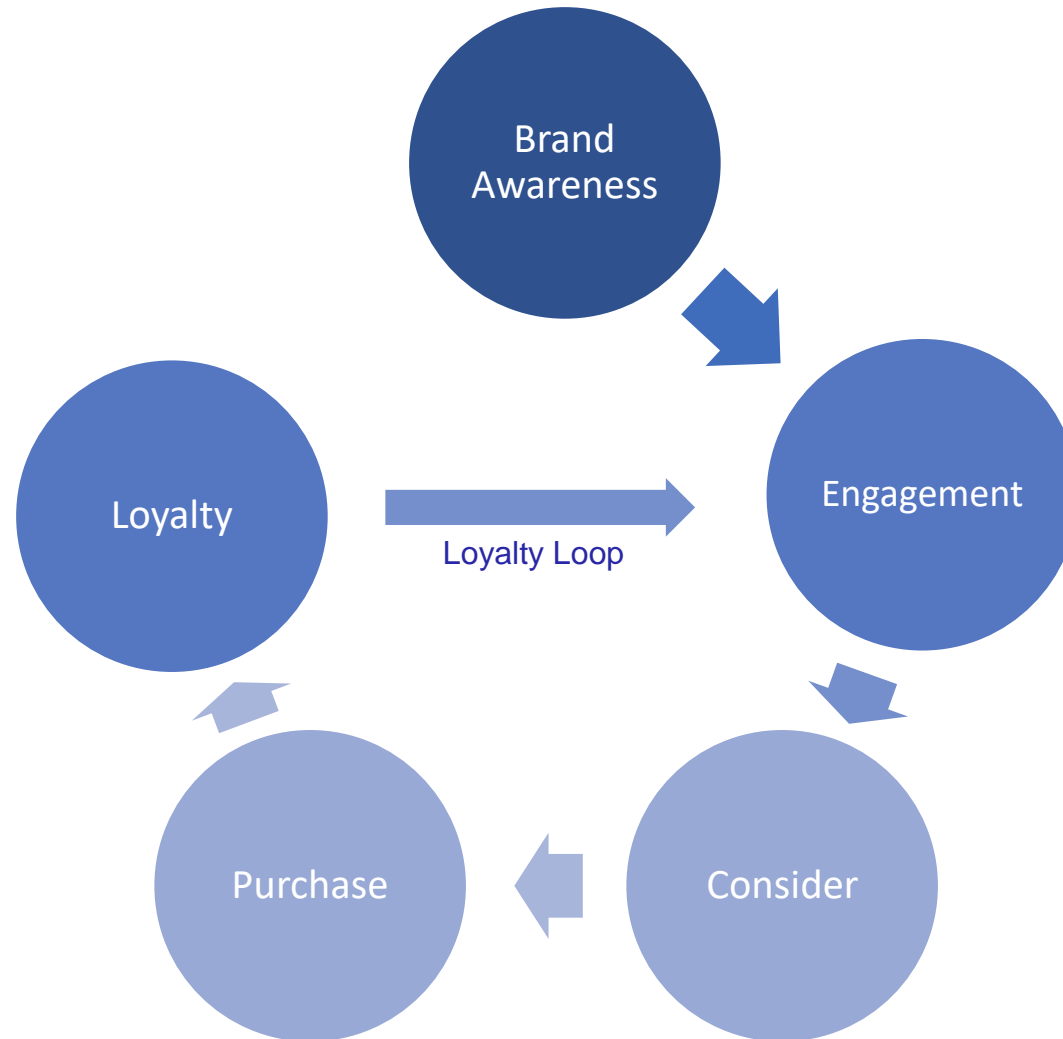 Brand
Awareness
Engagement
Loyalty
Loyalty Loop
Purchase
Consider